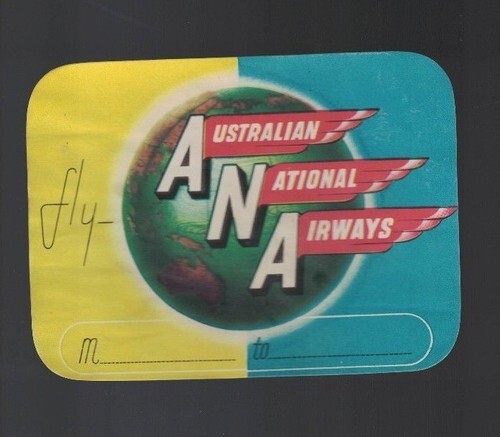 fly-
AUSTRALIAN
NATIONAL
AIRWAYS
M to